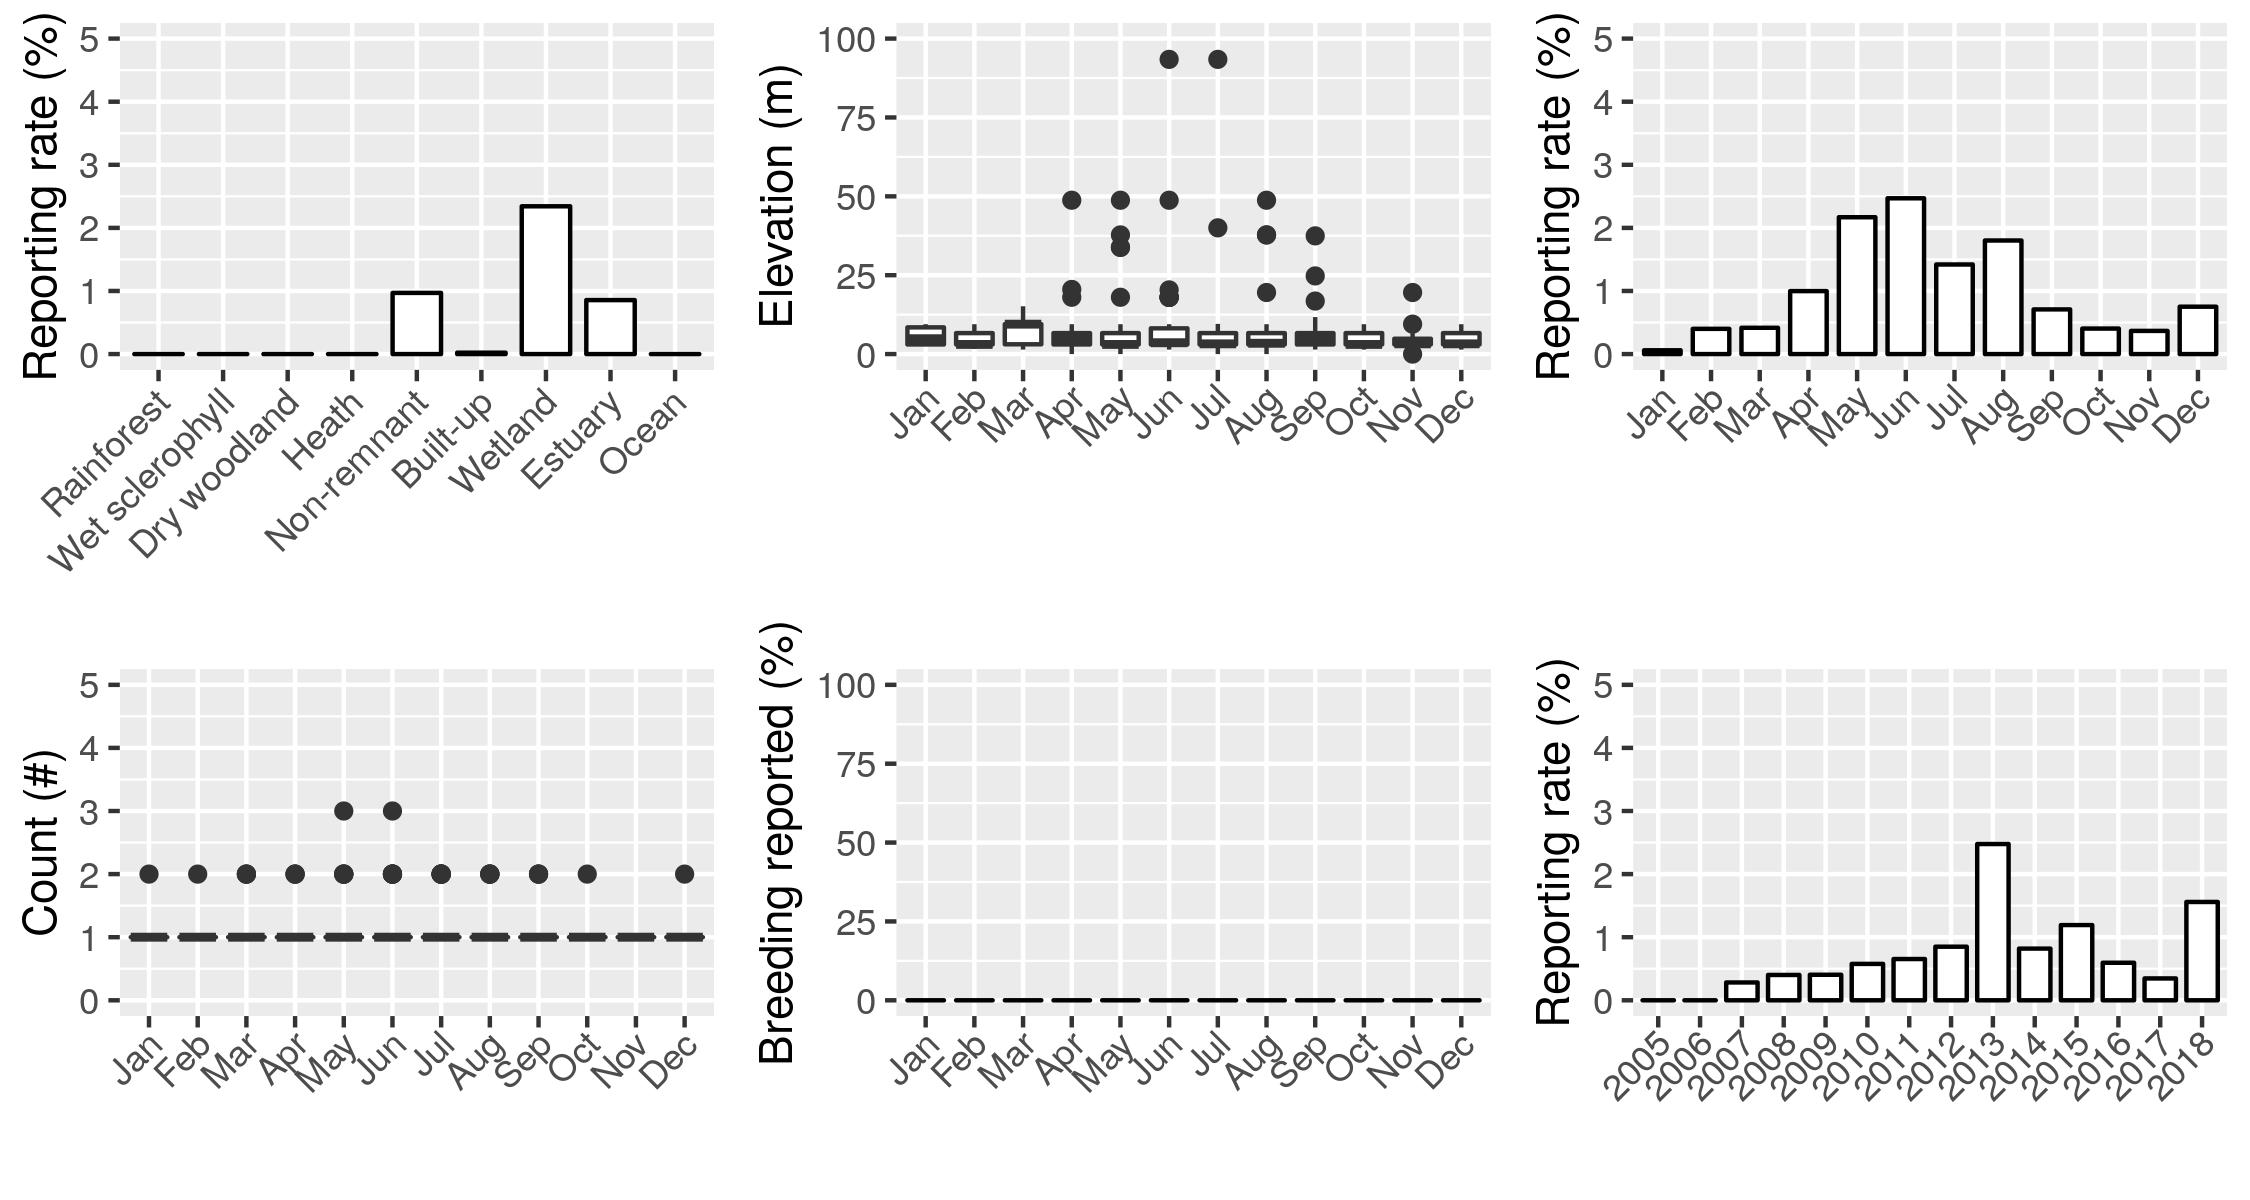 Reporting rate (%)
5
4
3
2
1
0
Rainforest
Wet sclerophyll
Dry woodland
Heath
Non-remnant
Built-up
Wetland
Estuary
Ocean
Elevation (m)
100
75
50
25
0
Jan
Feb
Mar
Apr
May
Jun
Jul
Aug
Sep
Oct
Nov
Dec
Reporting rate (%)
5
4
3
2
1
0
Jan
Feb
Mar
Apr
May
Jun
Jul
Aug
Sep
Oct
Nov
Dec
Count (#)
5
4
3
2
1
0
Jan
Feb
Mar
Apr
May
Jun
Jul
Aug
Sep
Oct
Nov
Dec
Breeding reported (%)
100
75
50
25
0
Jan
Feb
Mar
Apr
May
Jun
Jul
Aug
Sep
Oct
Nov
Dec
Reporting rate (%)
5
4
3
2
1
0
2005
2006
2007
2008
2009
2010
2011
2012
2013
2014
2015
2016
2017
2018